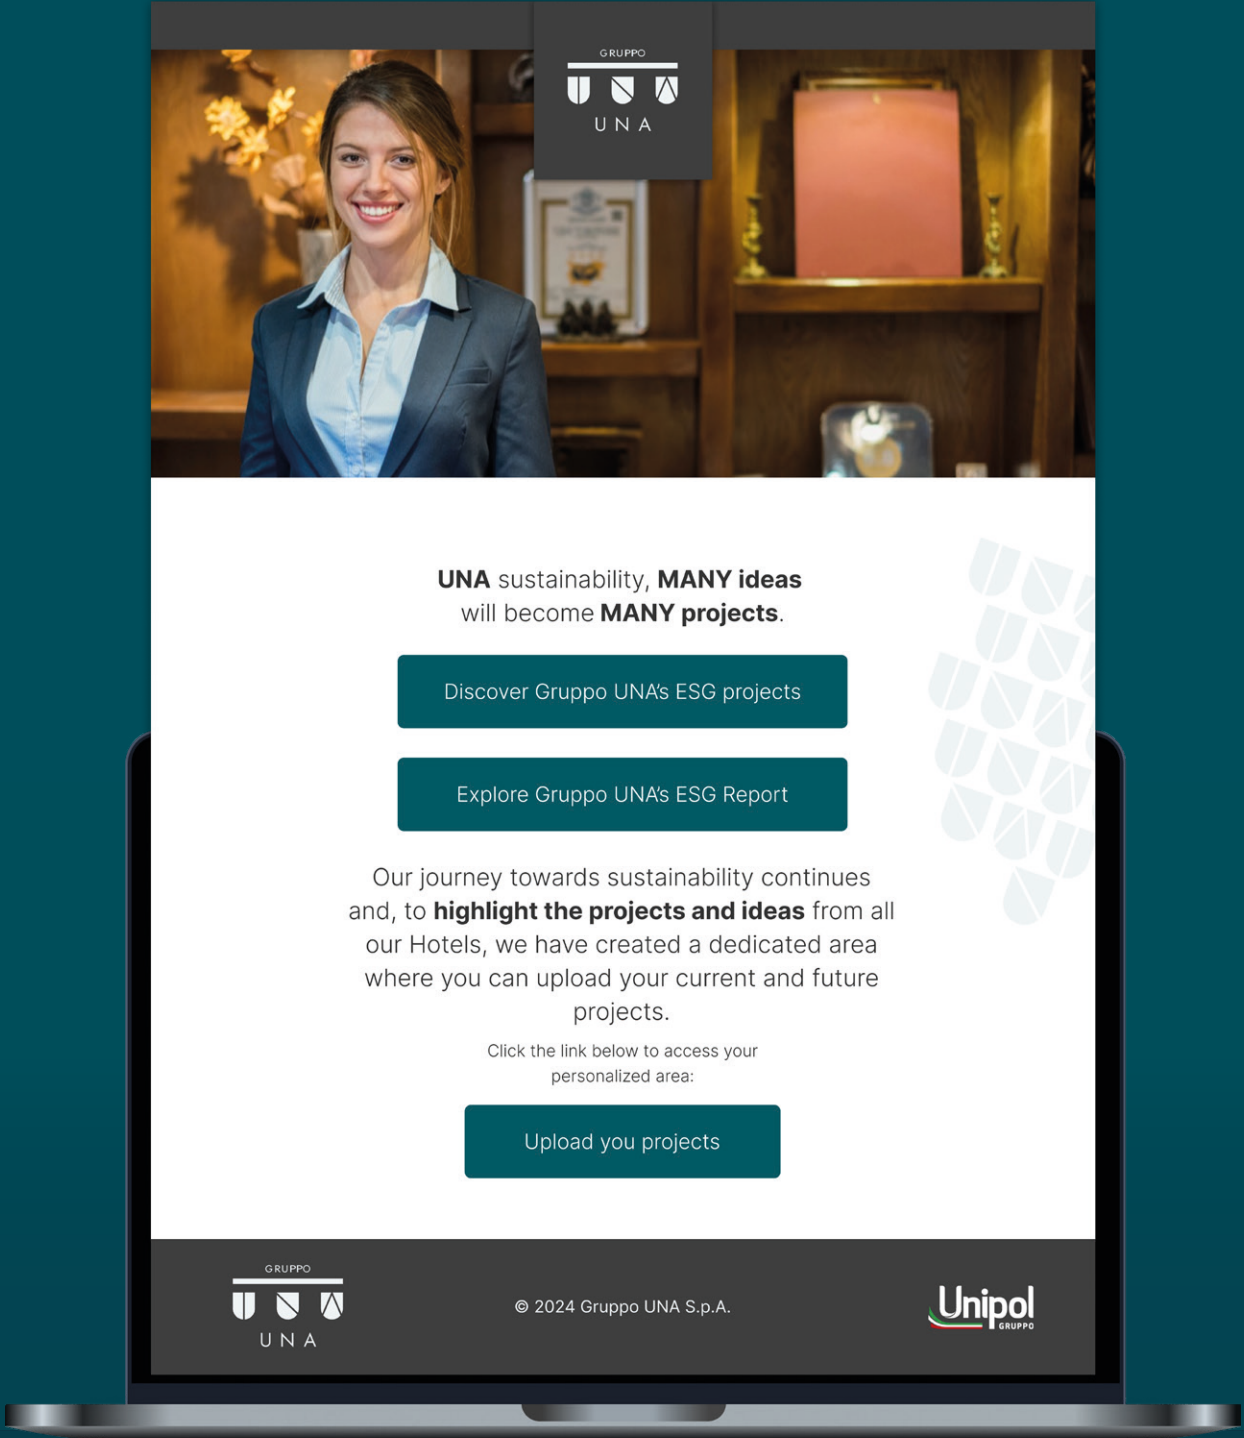 GRUPPO
UNA
UNA sustainability, MANY ideas
will become MANY projects.
Discover Gruppo UNA’s ESG projects
Explore Gruppo UNA’s ESG Report
Our journey towards sustainability continues
and, to highlight the projects and ideas from all
our Hotels, we have created a dedicated area
where you can upload your current and future
projects.
Click the link below to access your
personalized area:
Upload you projects
GRUPPO
UNA
© 2024 Gruppo UNA S.p.A.
Unipol
GRUPPO